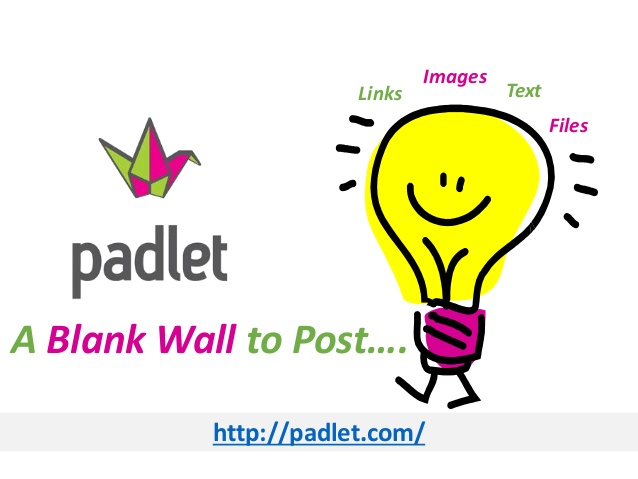 Links
Images
Text
Files
padlet
A Blank Wall to Post….
http://padlet.com/